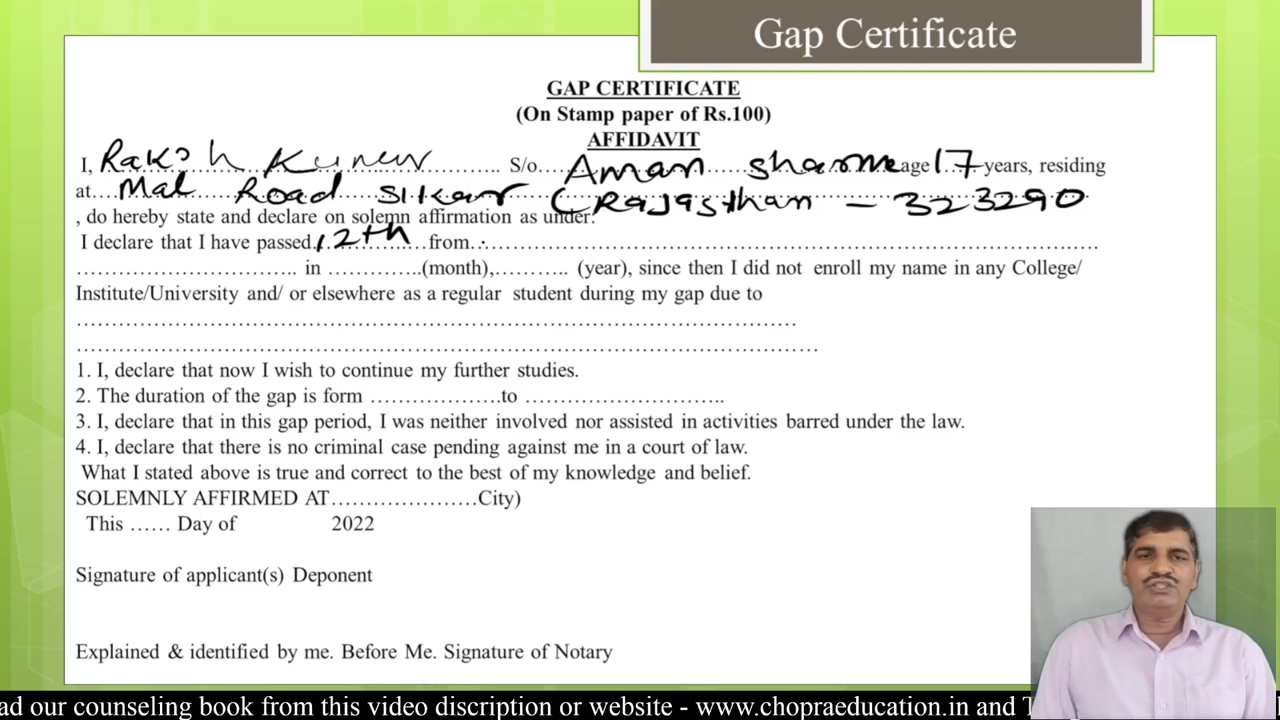 Gap Certificate
GAP CERTIFICATE
(On Stamp paper of Rs.100)
AFFIDAVIT
I, Rakesh Kumar.......... S/o... Aman sharma age 17 years, residing
at.... Mal Road Sikar (Rajasthan - 323290
, do hereby state and declare on solemn affirmation as under:
I declare that I have passed 12th from.................................................................................
................................ in ..............(month),........... (year), since then I did not enroll my name in any College/
Institute/University and/ or elsewhere as a regular student during my gap due to
.........................................................................................................
............................................................................................................
1. I, declare that now I wish to continue my further studies.
2. The duration of the gap is form ...................to .............................
3. I, declare that in this gap period, I was neither involved nor assisted in activities barred under the law.
4. I, declare that there is no criminal case pending against me in a court of law.
What I stated above is true and correct to the best of my knowledge and belief.
SOLEMNLY AFFIRMED AT.....................City)
This ...... Day of 2022
Signature of applicant(s) Deponent
Explained & identified by me. Before Me. Signature of Notary
ad our counseling book from this video discription or website - www.chopraeducation.in and T